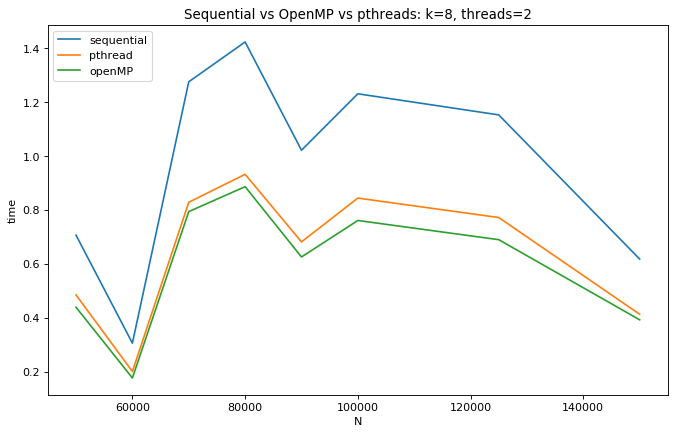 Sequential vs OpenMP vs pthreads: k=8, threads=2
sequential
pthread
openMP
1.4
1.2
1.0
0.8
0.6
0.4
0.2
time
60000
80000
100000
120000
140000
N